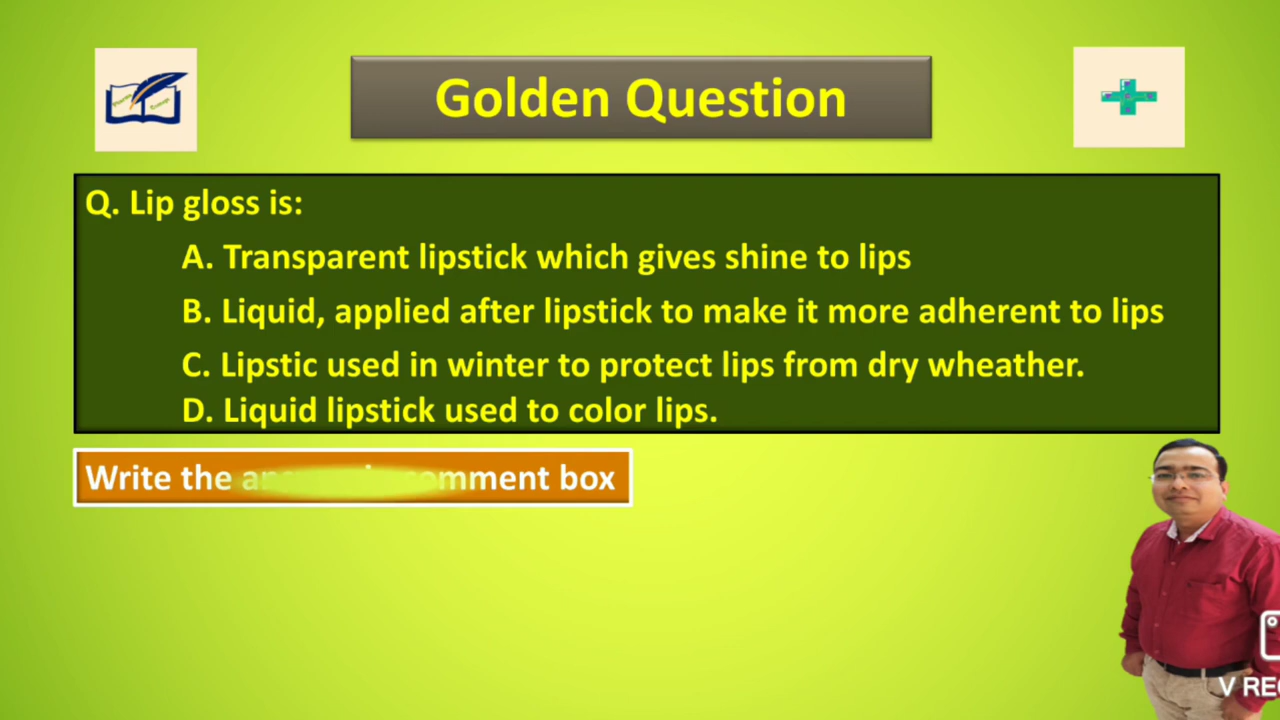 Golden Question
Q. Lip gloss is:
A. Transparent lipstick which gives shine to lips
B. Liquid, applied after lipstick to make it more adherent to lips
C. Lipstic used in winter to protect lips from dry wheather.
D. Liquid lipstick used to color lips.
Write the comment box
V REC